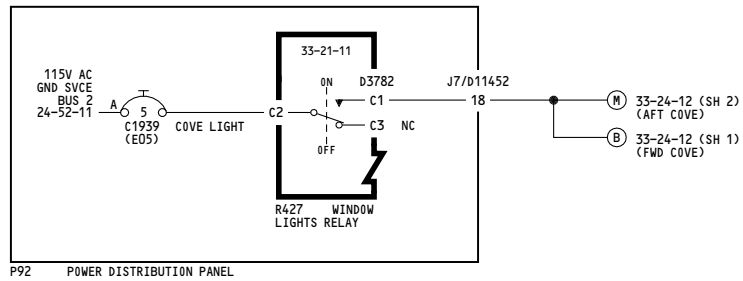 33-21-11
115V AC
GND SVCE
BUS 2
24-52-11
A
5
C1939
(E05)
COVE LIGHT
C2
ON
OFF
D3782
C1
C3 NC
J7/D11452
18
M 33-24-12 (SH 2)
(AFT COVE)
B 33-24-12 (SH 1)
(FWD COVE)
R427 WINDOW
LIGHTS RELAY
P92 POWER DISTRIBUTION PANEL